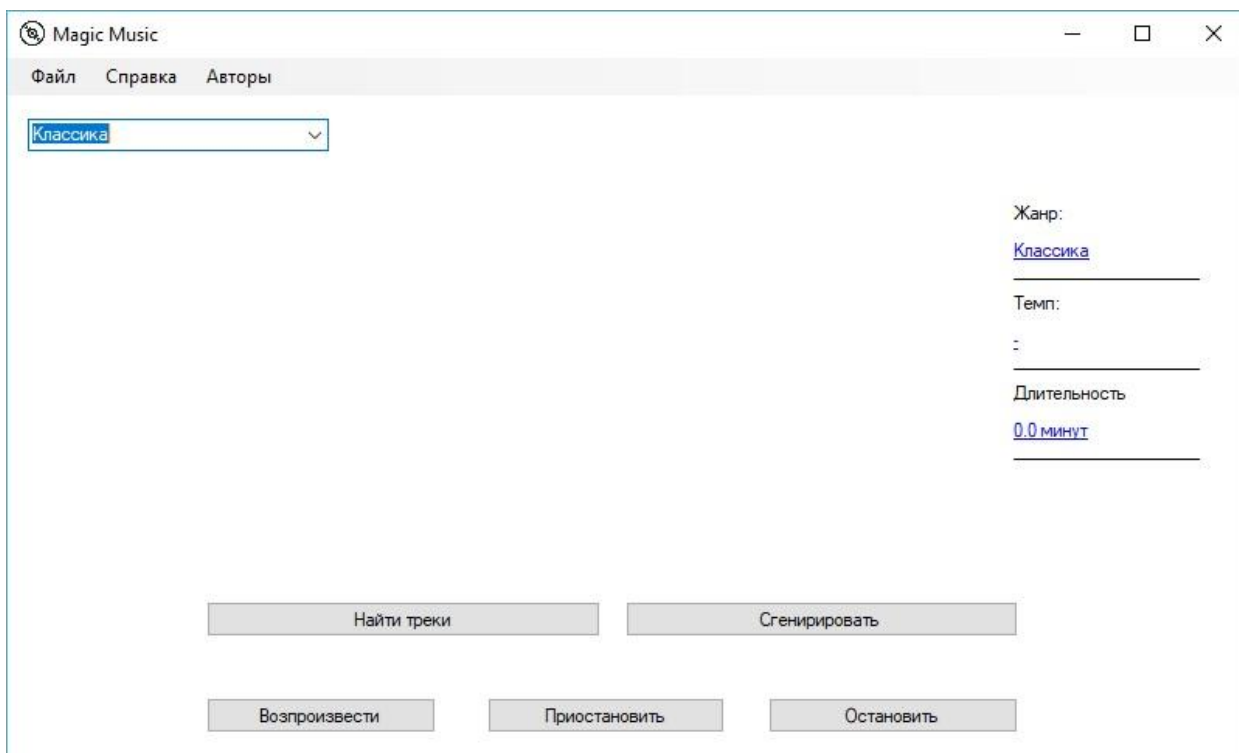 Magic Music
Файл Справка Авторы
Классика
Жанр:
Классика
Темп:
-
Длительность
0.0 минут
Найти треки Сгенирировать
Возпроизвести Приостановить Остановить